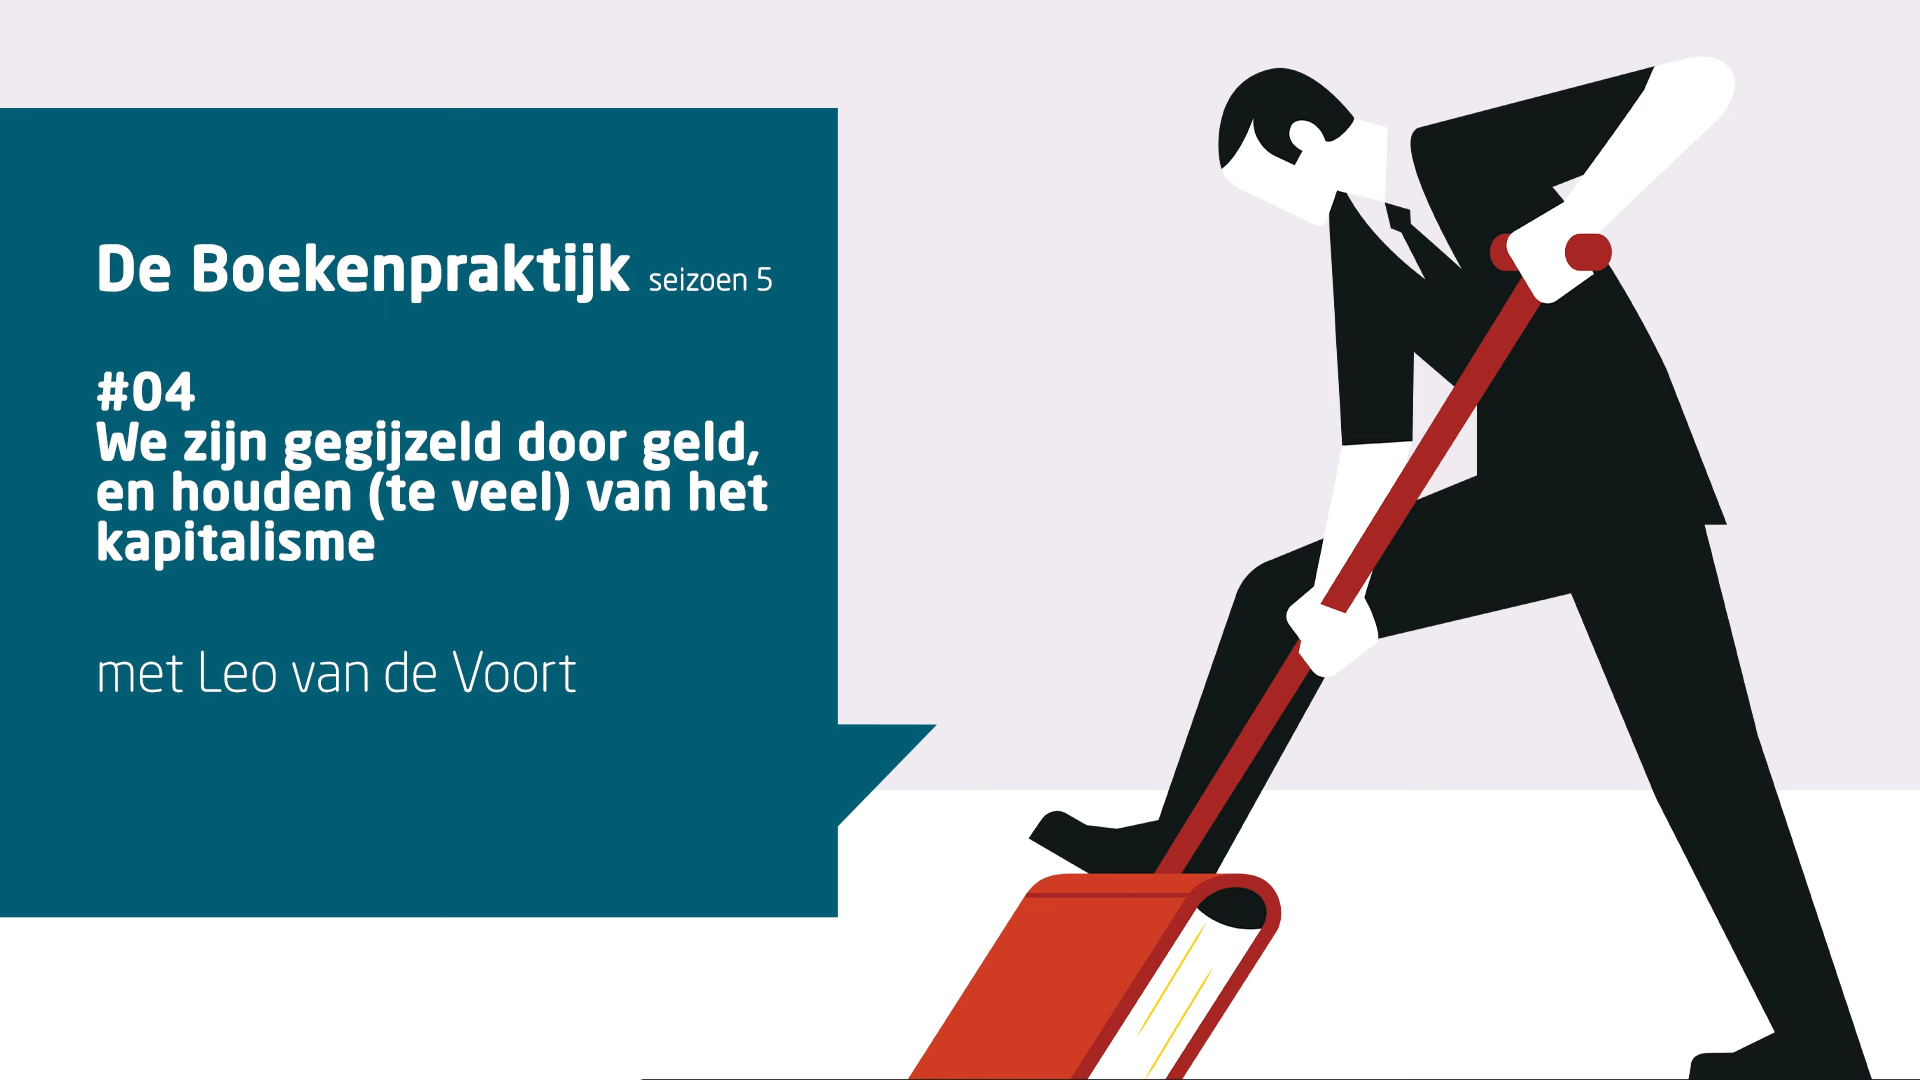 De Boekenpraktijk seizoen 5
#04
We zijn gegijzeld door geld,
en houden (te veel) van het
kapitalisme
met Leo van de Voort